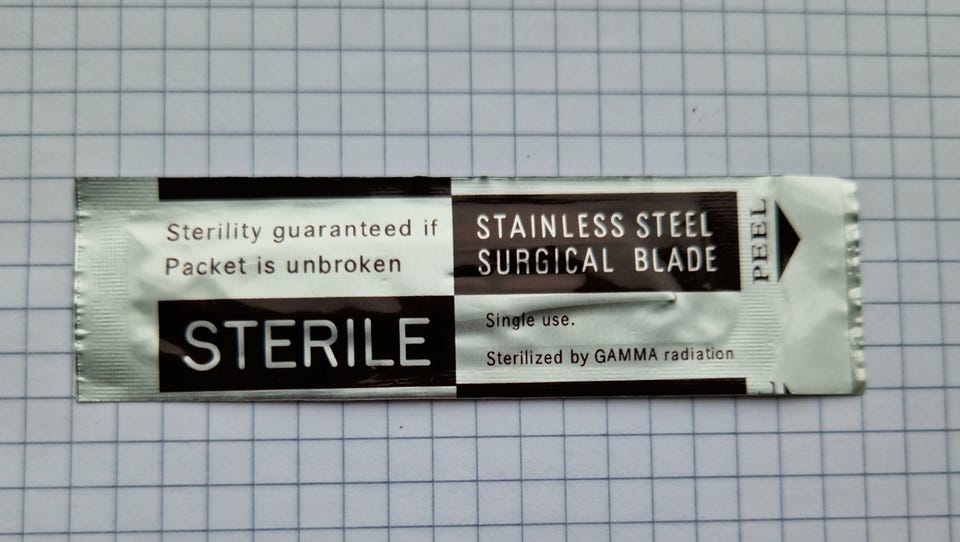 Sterility guaranteed if
Packet is unbroken
STERILE
STAINLESS STEEL
SURGICAL BLADE
Single use.
Sterilized by GAMMA radiation
PEEL